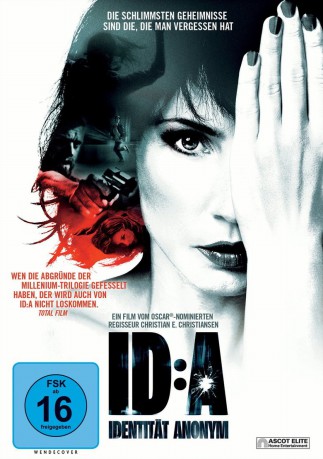 DIE SCHLIMMSTEN GEHEIMNISSE
SIND DIE, DIE MAN VERGESSEN HAT
WEN DIE ABGRÜNDE DER
MILLENIUM-TRILOGIE GEFESSELT
HABEN, DER WIRD AUCH VON
ID:A NICHT LOSKOMMEN.
TOTAL FILM
EIN FILM VOM OSCAR®-NOMINIERTEN
REGISSEUR CHRISTIAN E. CHRISTIANSEN
ID:A
IDENTITÄT ANONYM
FSK
ab
16
freigegeben
WENDECOVER
ASCOT ELITE
Home Entertainment